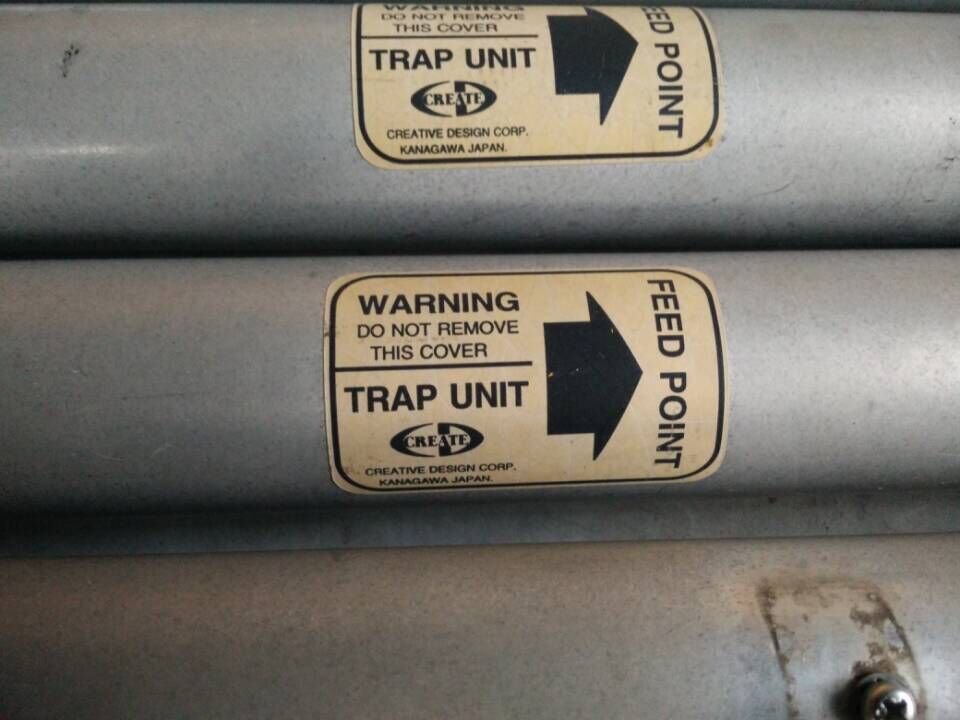 WARNING
DO NOT REMOVE
THIS COVER
TRAP UNIT
CREATE
CREATIVE DESIGN CORP.
KANAGAWA JAPAN.
FEED POINT
WARNING
DO NOT REMOVE
THIS COVER
TRAP UNIT
CREATE
CREATIVE DESIGN CORP.
KANAGAWA JAPAN.
FEED POINT